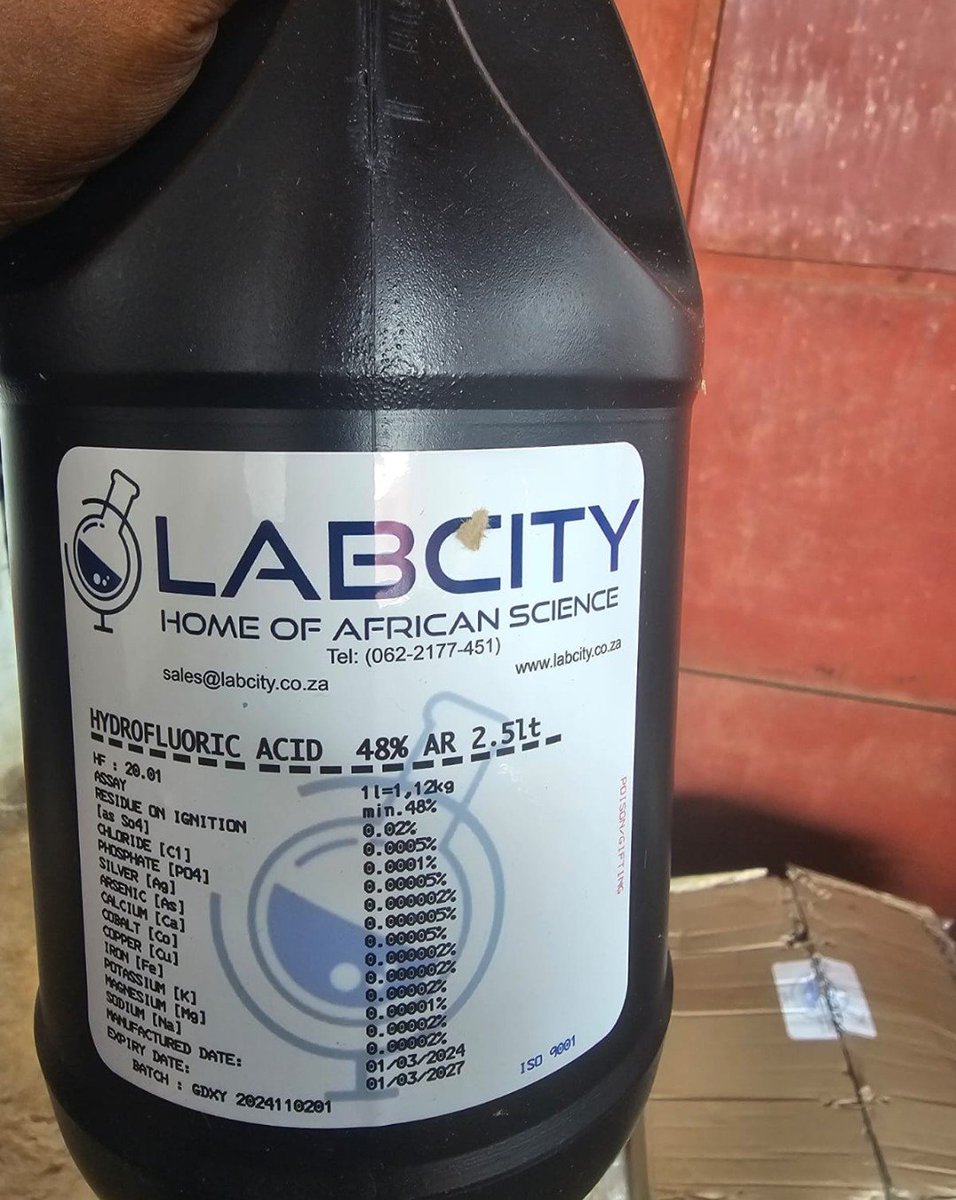 LABCITY
HOME OF AFRICAN SCIENCE
Tel: (062-2177-451)
sales@labcity.co.za
www.labcity.co.za
HYDROFLUORIC ACID 48% AR 2.5lt
HF : 20.01 1l=1,12kg
ASSAY min.48%
RESIDUE ON IGNITION 0.02%
[as So4] 0.0005%
CHLORIDE [Cl] 0.0001%
PHOSPHATE [PO4] 0.00005%
SILVER [Ag] 0.000002%
ARSENIC [As] 0.000005%
CALCIUM [Ca] 0.00005%
COBALT [Co] 0.000002%
COPPER [Cu] 0.000002%
IRON [Fe] 0.00002%
POTASSIUM [K] 0.00001%
MAGNESIUM [Mg] 0.00002%
SODIUM [Na] 0.00002%
MANUFACTURED DATE: 01/03/2024
EXPIRY DATE: 01/03/2027
BATCH : GDXY 2024110201
ISO 9001
POISON/GIFTING